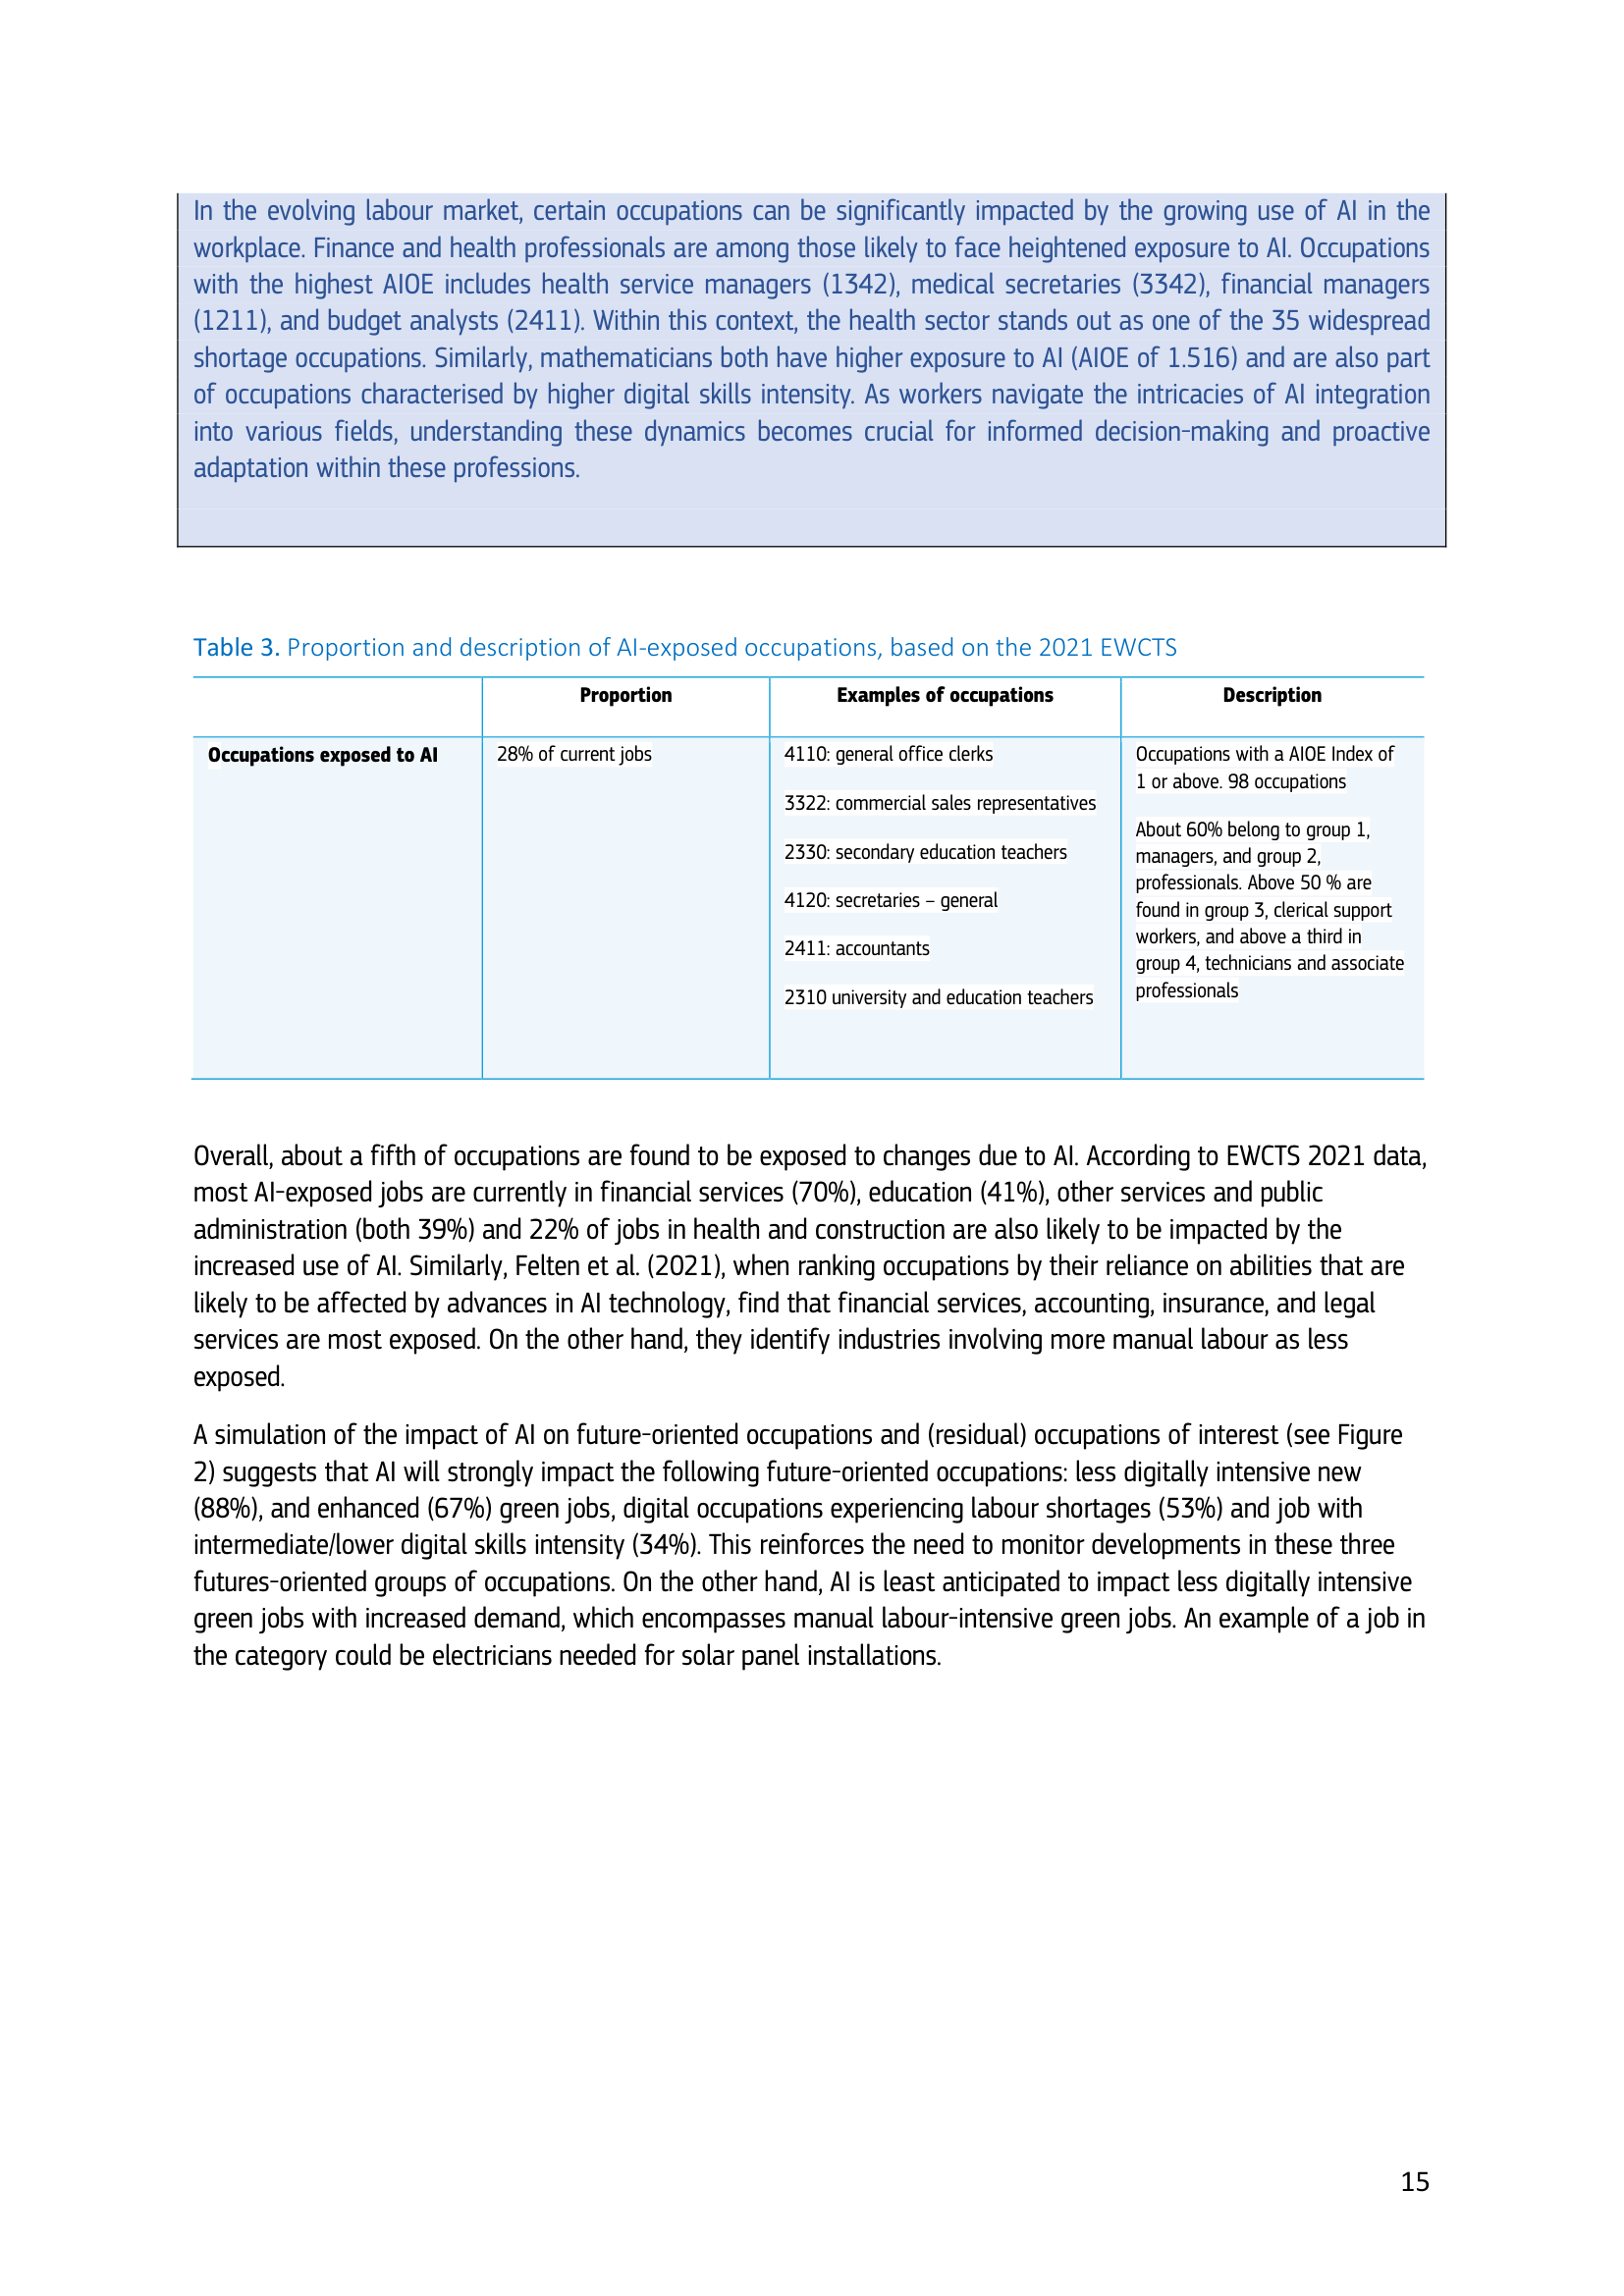 In the evolving labour market, certain occupations can be significantly impacted by the growing use of AI in the
workplace. Finance and health professionals are among those likely to face heightened exposure to AI. Occupations
with the highest AIOE includes health service managers (1342), medical secretaries (3342), financial managers
(1211), and budget analysts (2411). Within this context, the health sector stands out as one of the 35 widespread
shortage occupations. Similarly, mathematicians both have higher exposure to AI (AIOE of 1.516) and are also part
of occupations characterised by higher digital skills intensity. As workers navigate the intricacies of AI integration
into various fields, understanding these dynamics becomes crucial for informed decision-making and proactive
adaptation within these professions.
Table 3. Proportion and description of AI-exposed occupations, based on the 2021 EWCTS
Proportion
Examples of occupations
Description
Occupations exposed to AI
28% of current jobs
4110: general office clerks
3322: commercial sales representatives
2330: secondary education teachers
4120: secretaries – general
2411: accountants
2310 university and education teachers
Occupations with a AIOE Index of
1 or above. 98 occupations
About 60% belong to group 1,
managers, and group 2,
professionals. Above 50 % are
found in group 3, clerical support
workers, and above a third in
group 4, technicians and associate
professionals
Overall, about a fifth of occupations are found to be exposed to changes due to AI. According to EWCTS 2021 data,
most AI-exposed jobs are currently in financial services (70%), education (41%), other services and public
administration (both 39%) and 22% of jobs in health and construction are also likely to be impacted by the
increased use of AI. Similarly, Felten et al. (2021), when ranking occupations by their reliance on abilities that are
likely to be affected by advances in AI technology, find that financial services, accounting, insurance, and legal
services are most exposed. On the other hand, they identify industries involving more manual labour as less
exposed.
A simulation of the impact of AI on future-oriented occupations and (residual) occupations of interest (see Figure
2) suggests that AI will strongly impact the following future-oriented occupations: less digitally intensive new
(88%), and enhanced (67%) green jobs, digital occupations experiencing labour shortages (53%) and job with
intermediate/lower digital skills intensity (34%). This reinforces the need to monitor developments in these three
futures-oriented groups of occupations. On the other hand, AI is least anticipated to impact less digitally intensive
green jobs with increased demand, which encompasses manual labour-intensive green jobs. An example of a job in
the category could be electricians needed for solar panel installations.
15